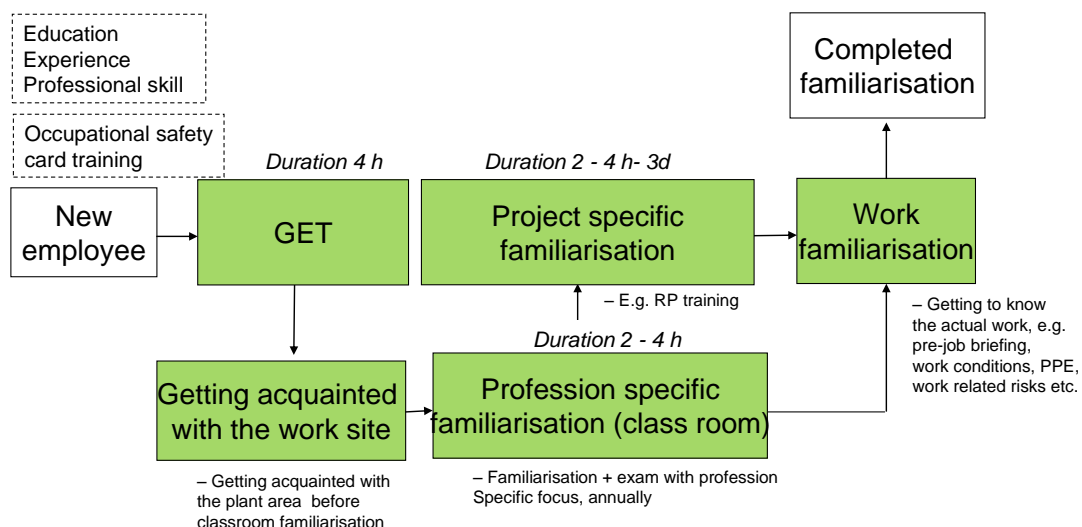 Education
Experience
Professional skill
Occupational safety
card training
New
employee
Duration 4 h
GET
Duration 2 - 4 h- 3d
Project specific
familiarisation
– E.g. RP training
Completed
familiarisation
Work
familiarisation
– Getting to know
the actual work, e.g.
pre-job briefing,
work conditions, PPE,
work related risks etc.
Getting acquainted
with the work site
– Getting acquainted with
the plant area before
classroom familiarisation
Duration 2 - 4 h
Profession specific
familiarisation (class room)
– Familiarisation + exam with profession
Specific focus, annually